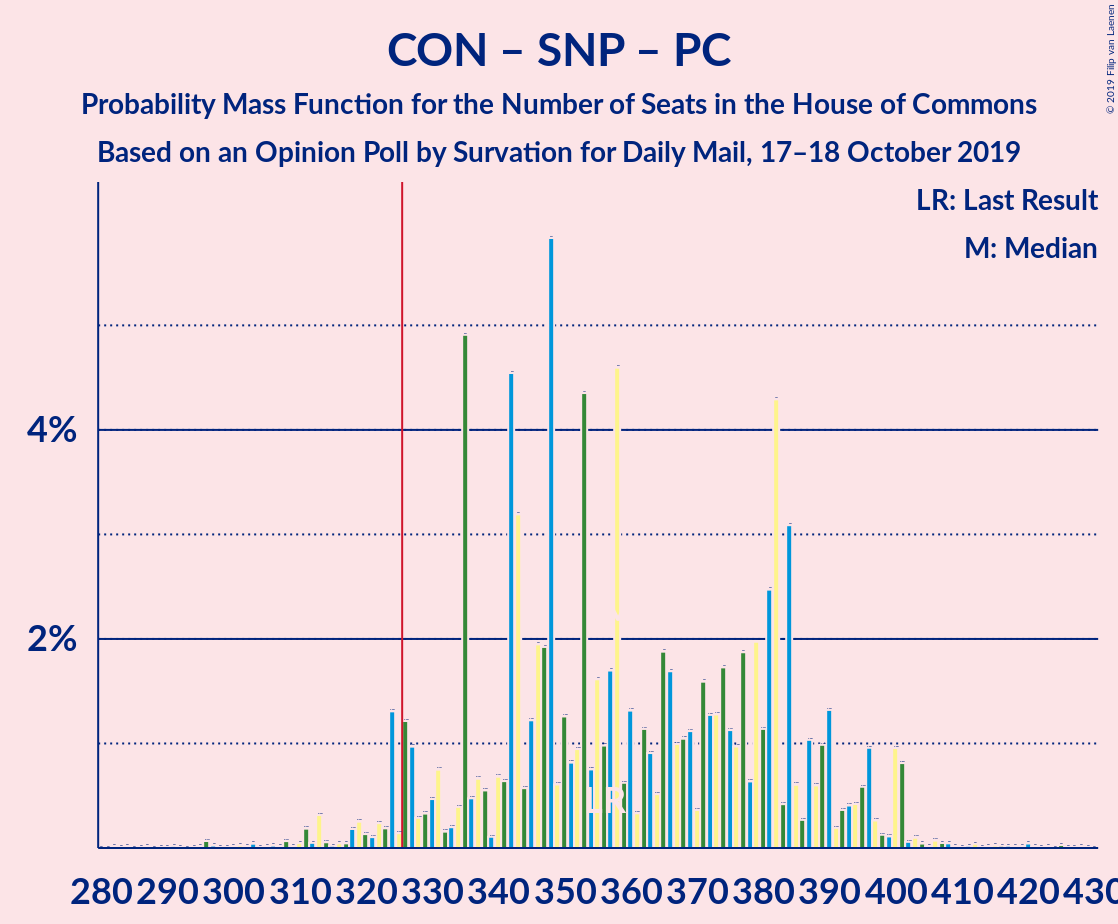 CON – SNP – PC
Probability Mass Function for the Number of Seats in the House of Commons
Based on an Opinion Poll by Survation for Daily Mail, 17–18 October 2019
© 2019 Filip van Laenen
LR: Last Result
M: Median
4%
2%
LR
280 290 300 310 320 330 340 350 360 370 380 390 400 410 420 430